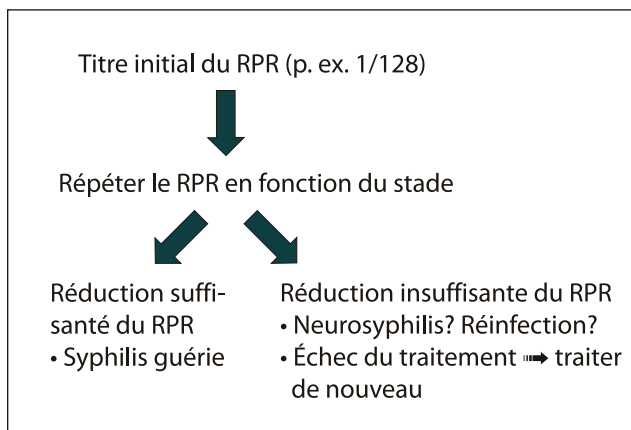 Titre initial du RPR (p. ex. 1/128)
Répéter le RPR en fonction du stade
Réduction suffi-
santé du RPR
• Syphilis guérie
Réduction insuffisante du RPR
• Neurosyphilis? Réinfection?
• Échec du traitement ➟ traiter
de nouveau